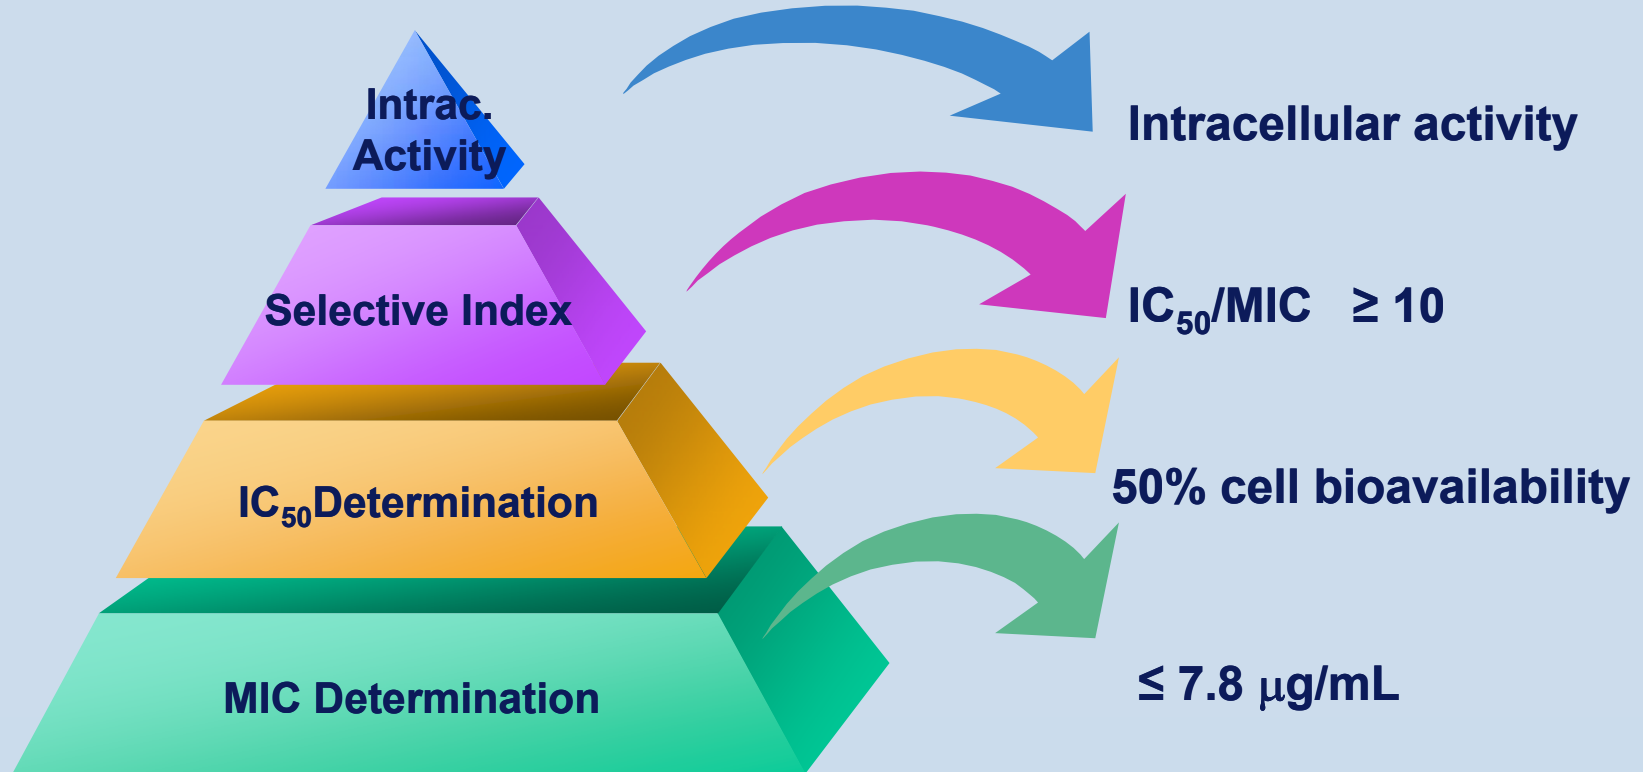 Intrac.
Activity
Intracellular activity
Selective Index
IC₅₀/MIC ≥ 10
IC₅₀Determination
50% cell bioavailability
MIC Determination
≤ 7.8 μg/mL